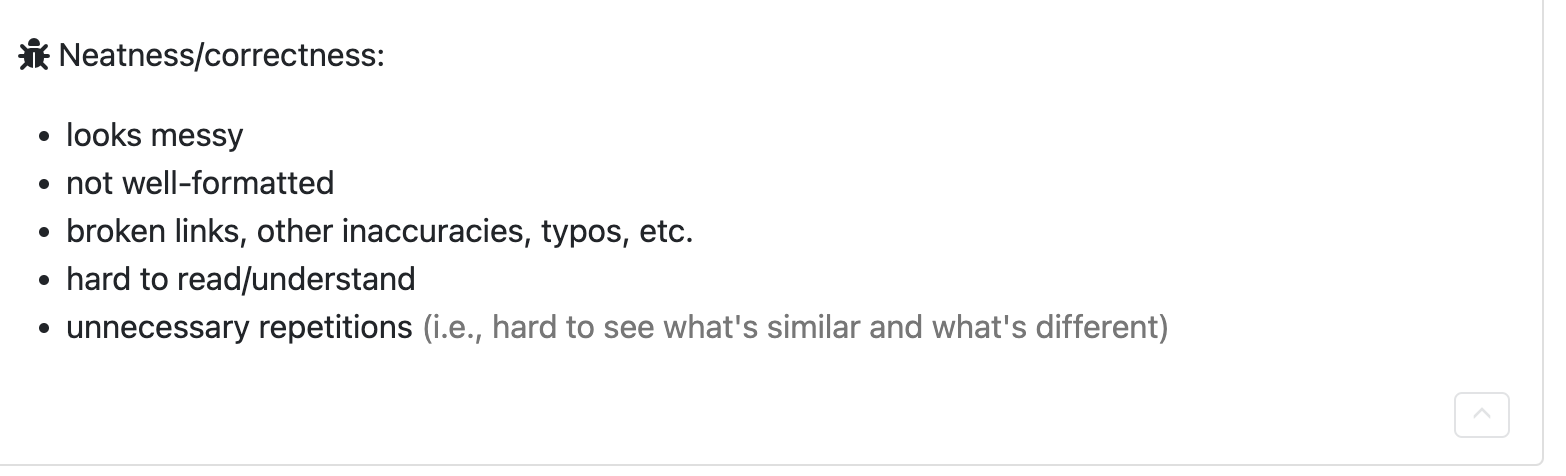 Neatness/correctness:
• looks messy
• not well-formatted
• broken links, other inaccuracies, typos, etc.
• hard to read/understand
• unnecessary repetitions (i.e., hard to see what's similar and what's different)